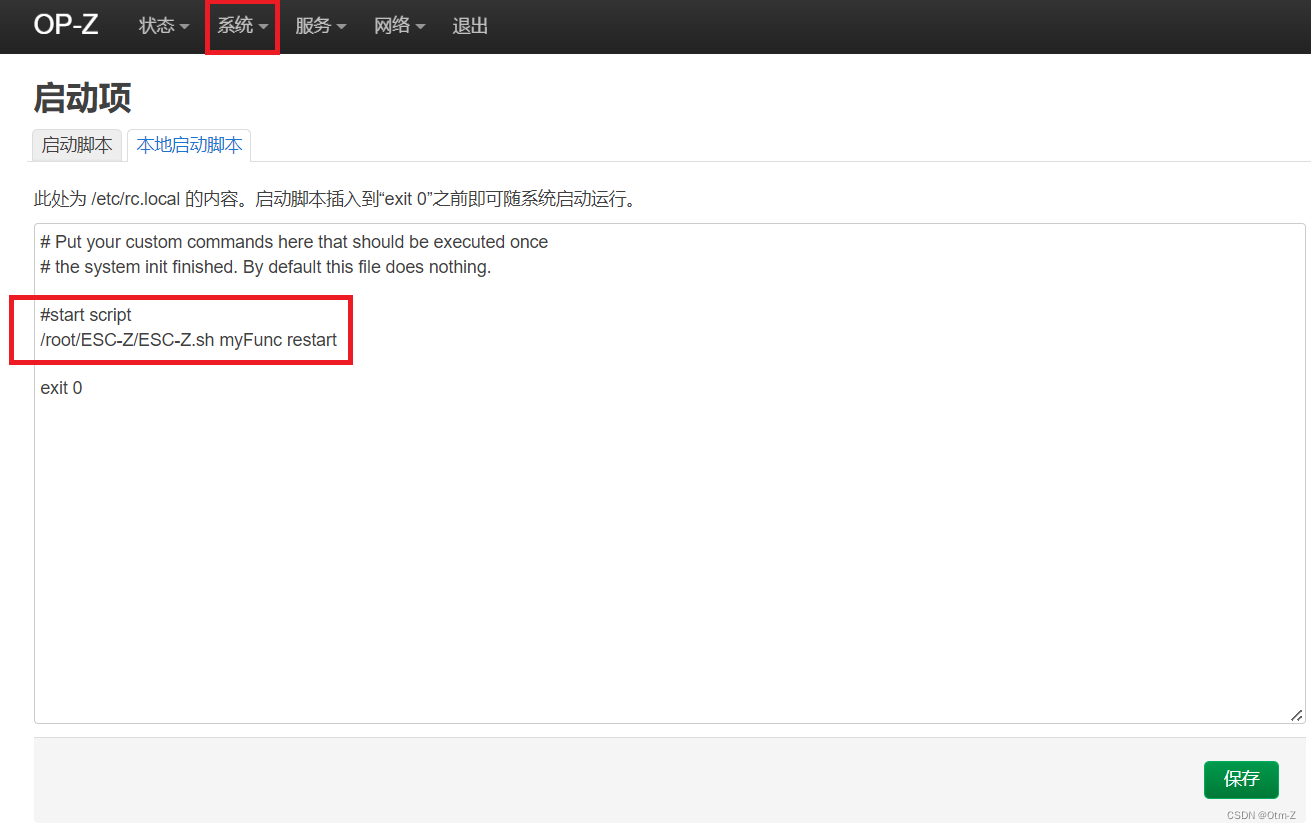 OP-Z 状态 系统 服务 网络 退出
启动项
启动脚本 本地启动脚本
此处为 /etc/rc.local 的内容。启动脚本插入到“exit 0”之前即可随系统启动运行。
# Put your custom commands here that should be executed once
# the system init finished. By default this file does nothing.
#start script
/root/ESC-Z/ESC-Z.sh myFunc restart
exit 0
保存
CSDN @Otm-Z